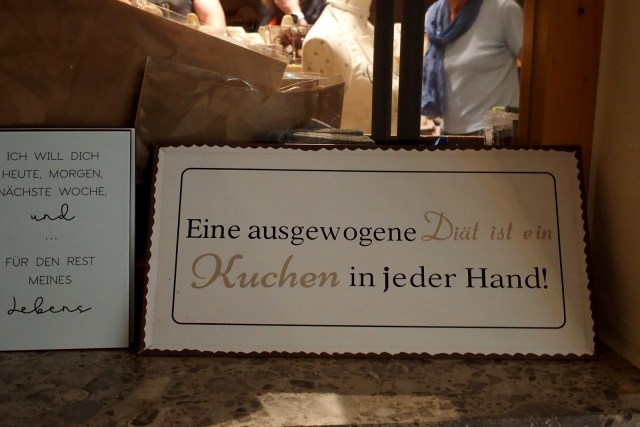 ICH WILL DICH
HEUTE, MORGEN,
NÄCHSTE WOCHE,
und
...
FÜR DEN REST
MEINES
Lebens
Eine ausgewogene Diät ist ein
Kuchen in jeder Hand!